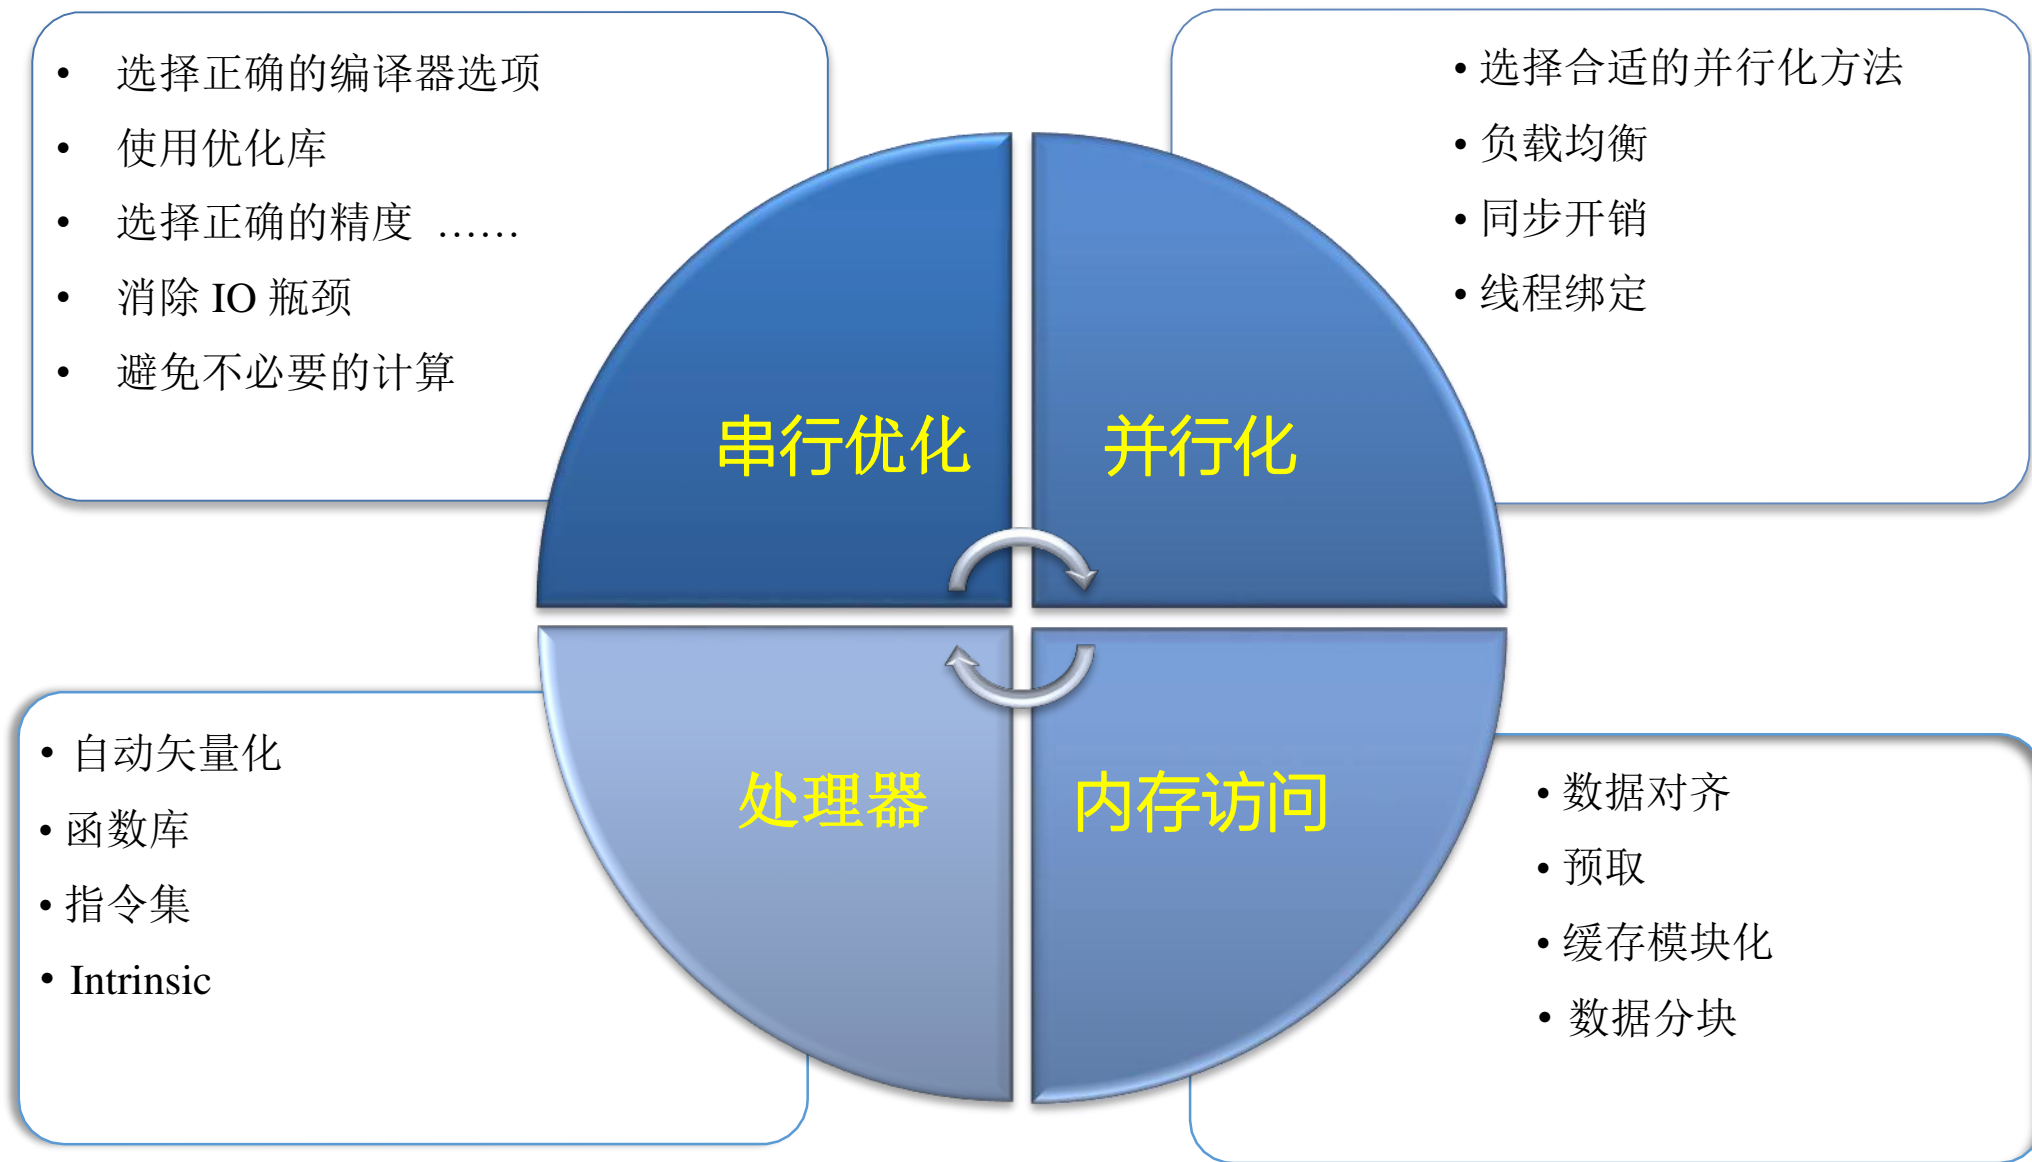 • 选择正确的编译器选项
• 使用优化库
• 选择正确的精度 ……
• 消除 IO 瓶颈
• 避免不必要的计算
• 选择合适的并行化方法
• 负载均衡
• 同步开销
• 线程绑定
串行优化
并行化
处理器
内存访问
• 自动矢量化
• 函数库
• 指令集
• Intrinsic
• 数据对齐
• 预取
• 缓存模块化
• 数据分块